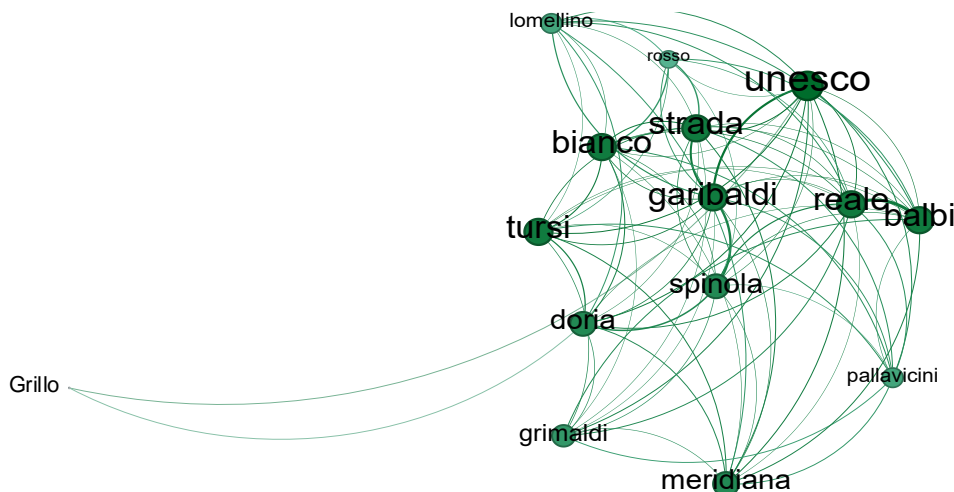 lomellino
rosso
unesco
strada
bianco
garibaldi
reale
balbi
tursi
spinola
doria
pallavicini
Grillo
grimaldi
meridiana